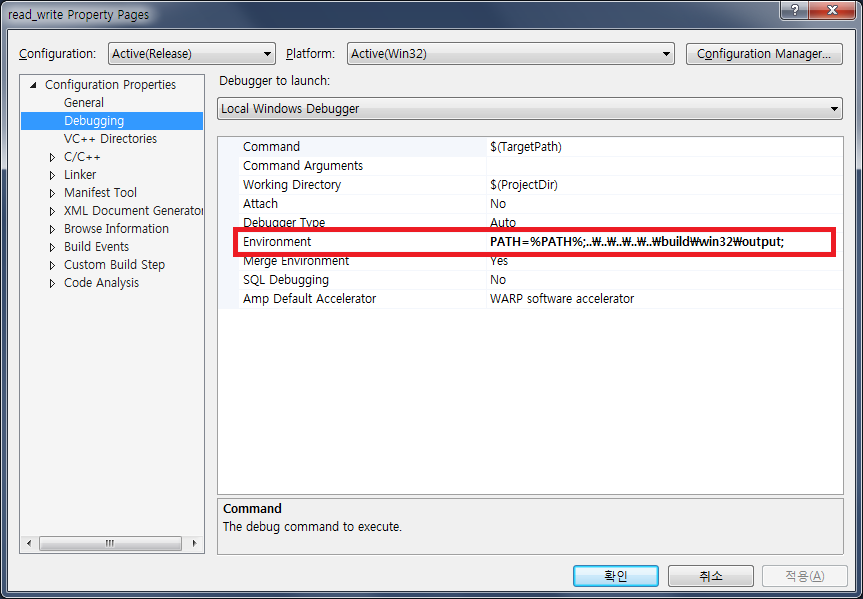 read_write Property Pages
Configuration: Active(Release) Platform: Active(Win32) Configuration Manager...
Configuration Properties
General
Debugging
VC++ Directories
C/C++
Linker
Manifest Tool
XML Document Generator
Browse Information
Build Events
Custom Build Step
Code Analysis
Debugger to launch:
Local Windows Debugger
Command $(TargetPath)
Command Arguments
Working Directory $(ProjectDir)
Attach No
Debugger Type Auto
Environment PATH=%PATH%;..₩..₩..₩..₩..₩build₩win32₩output;
Merge Environment Yes
SQL Debugging No
Amp Default Accelerator WARP software accelerator
Command
The debug command to execute.
확인 취소 적용(A)